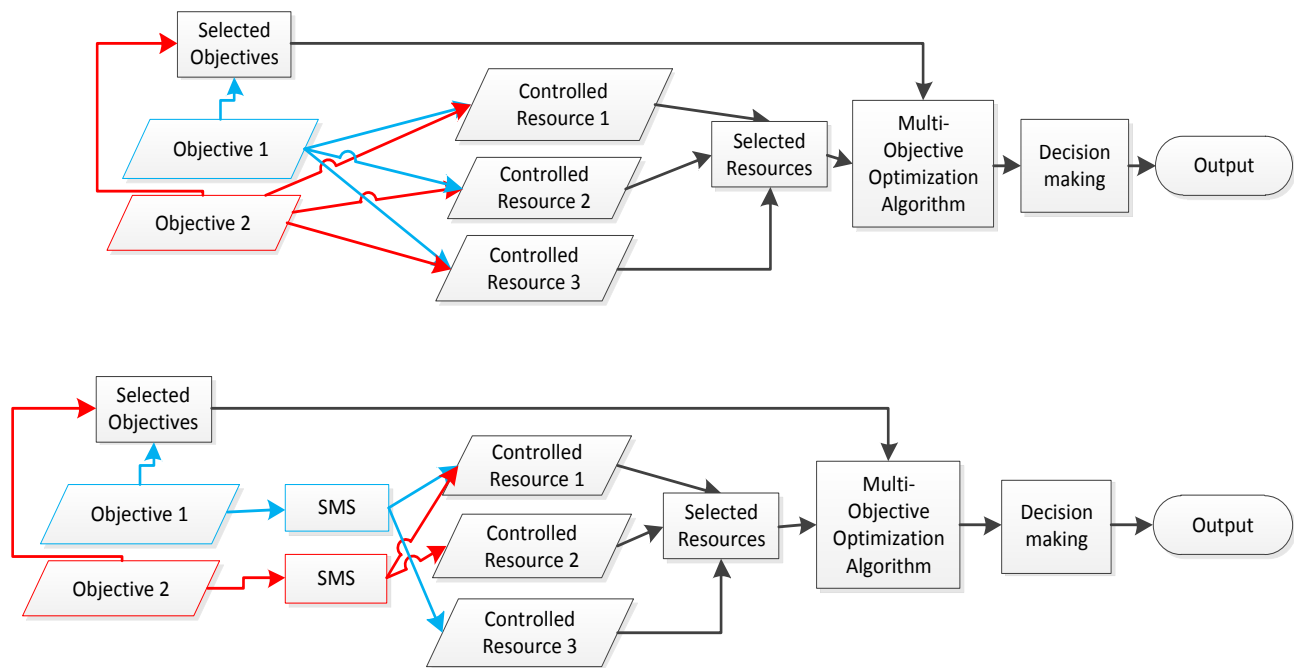 Selected
Objectives
Objective 1
Objective 2
Controlled
Resource 1
Controlled
Resource 2
Controlled
Resource 3
Selected
Resources
Multi-
Objective
Optimization
Algorithm
Decision
making
Output
Selected
Objectives
Objective 1
SMS
Objective 2
SMS
Controlled
Resource 1
Controlled
Resource 2
Controlled
Resource 3
Selected
Resources
Multi-
Objective
Optimization
Algorithm
Decision
making
Output